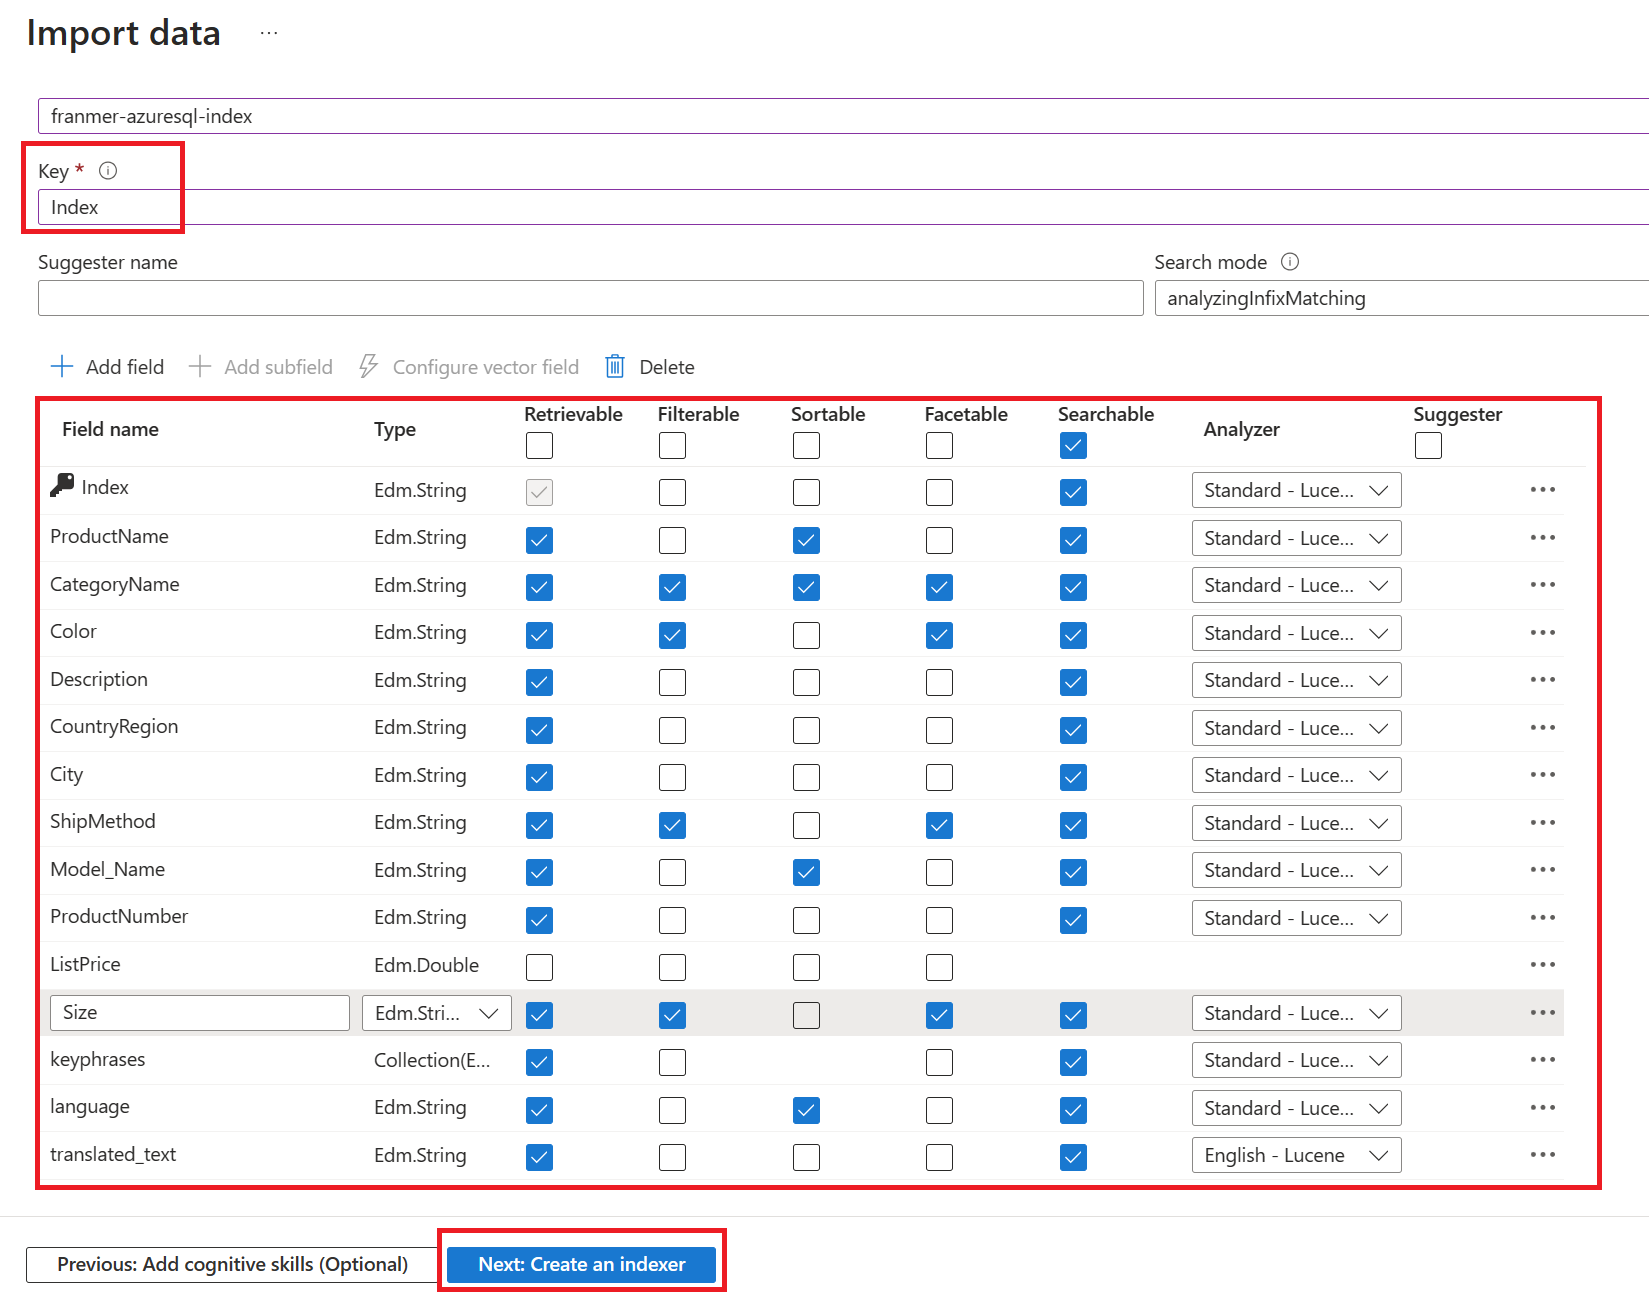 Import data ...
franmer-azuresql-index
Key *
Index
Suggester name Search mode
analyzingInfixMatching
Add field Add subfield Configure vector field Delete
Field name Type Retrievable Filterable Sortable Facetable Searchable Analyzer Suggester
Index Edm.String Standard - Luce...
ProductName Edm.String Standard - Luce...
CategoryName Edm.String Standard - Luce...
Color Edm.String Standard - Luce...
Description Edm.String Standard - Luce...
CountryRegion Edm.String Standard - Luce...
City Edm.String Standard - Luce...
ShipMethod Edm.String Standard - Luce...
Model_Name Edm.String Standard - Luce...
ProductNumber Edm.String Standard - Luce...
ListPrice Edm.Double
Size Edm.Stri... Standard - Luce...
keyphrases Collection(E... Standard - Luce...
language Edm.String Standard - Luce...
translated_text Edm.String English - Lucene
Previous: Add cognitive skills (Optional) Next: Create an indexer